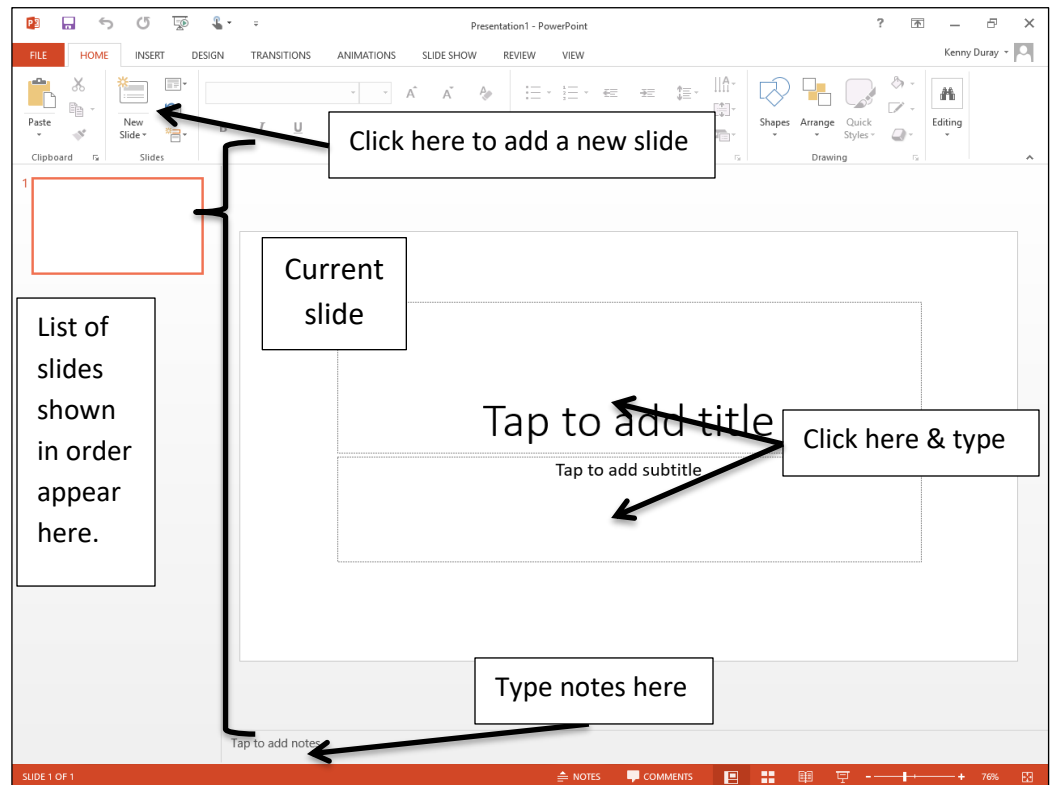 Presentation1 - PowerPoint
?
FILE HOME INSERT DESIGN TRANSITIONS ANIMATIONS SLIDE SHOW REVIEW VIEW Kenny Duray
Paste
New
Slide
I U
Shapes Arrange Quick
Styles
Editing
Clipboard Slides Drawing
Click here to add a new slide
1
Current
slide
List of
slides
shown
in order
appear
here.
Tap to add title
Click here & type
Tap to add subtitle
Type notes here
Tap to add notes
SLIDE 1 OF 1 NOTES COMMENTS 76%